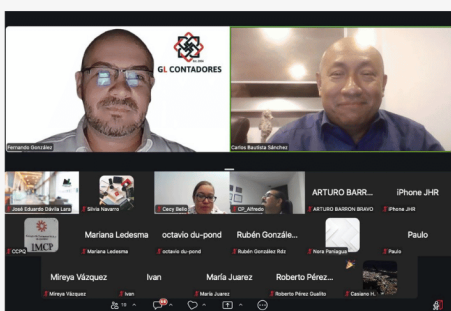 GL CONTADORES
Fernando González
Carlos Bautista Sánchez
José Eduardo Dávila Lara
Silvia Navarro
Cecy Bello
CP_Alfredo
ARTURO BARR...
ARTURO BARRON BRAVO
iPhone JHR
iPhone JHR
IMCP
CCPQ
Mariana Ledesma
Mariana Ledesma
octavio du-pond
octavio du-pond
Rubén Gonzále...
Rubén González Rdz
Nora Paniagua
Paulo
Paulo
Mireya Vázquez
Mireya Vázquez
Ivan
Ivan
María Juarez
María Juarez
Roberto Pérez...
Roberto Pérez Gualito
Casiano H.